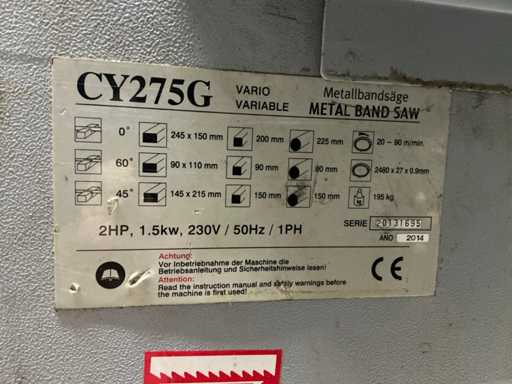 CY275G VARIO VARIABLE Metallbandsäge METAL BAND SAW
0° 245 x 150 mm 200 mm 225 mm 20 – 90 m/min.
60° 90 x 110 mm 90 mm 80 mm 2460 x 27 x 0.9mm
45° 145 x 215 mm 150 mm 150 mm kg 195 kg
2HP, 1.5kw, 230V / 50Hz / 1PH
SERIE 20131695
AÑO 2014
Achtung:
Vor Inbetriebnahme der Maschine die
Betriebsanleitung und Sicherheitshinweise lesen!
Attention:
Read the instruction manual and safety warnings before
the machine is first used!
CE